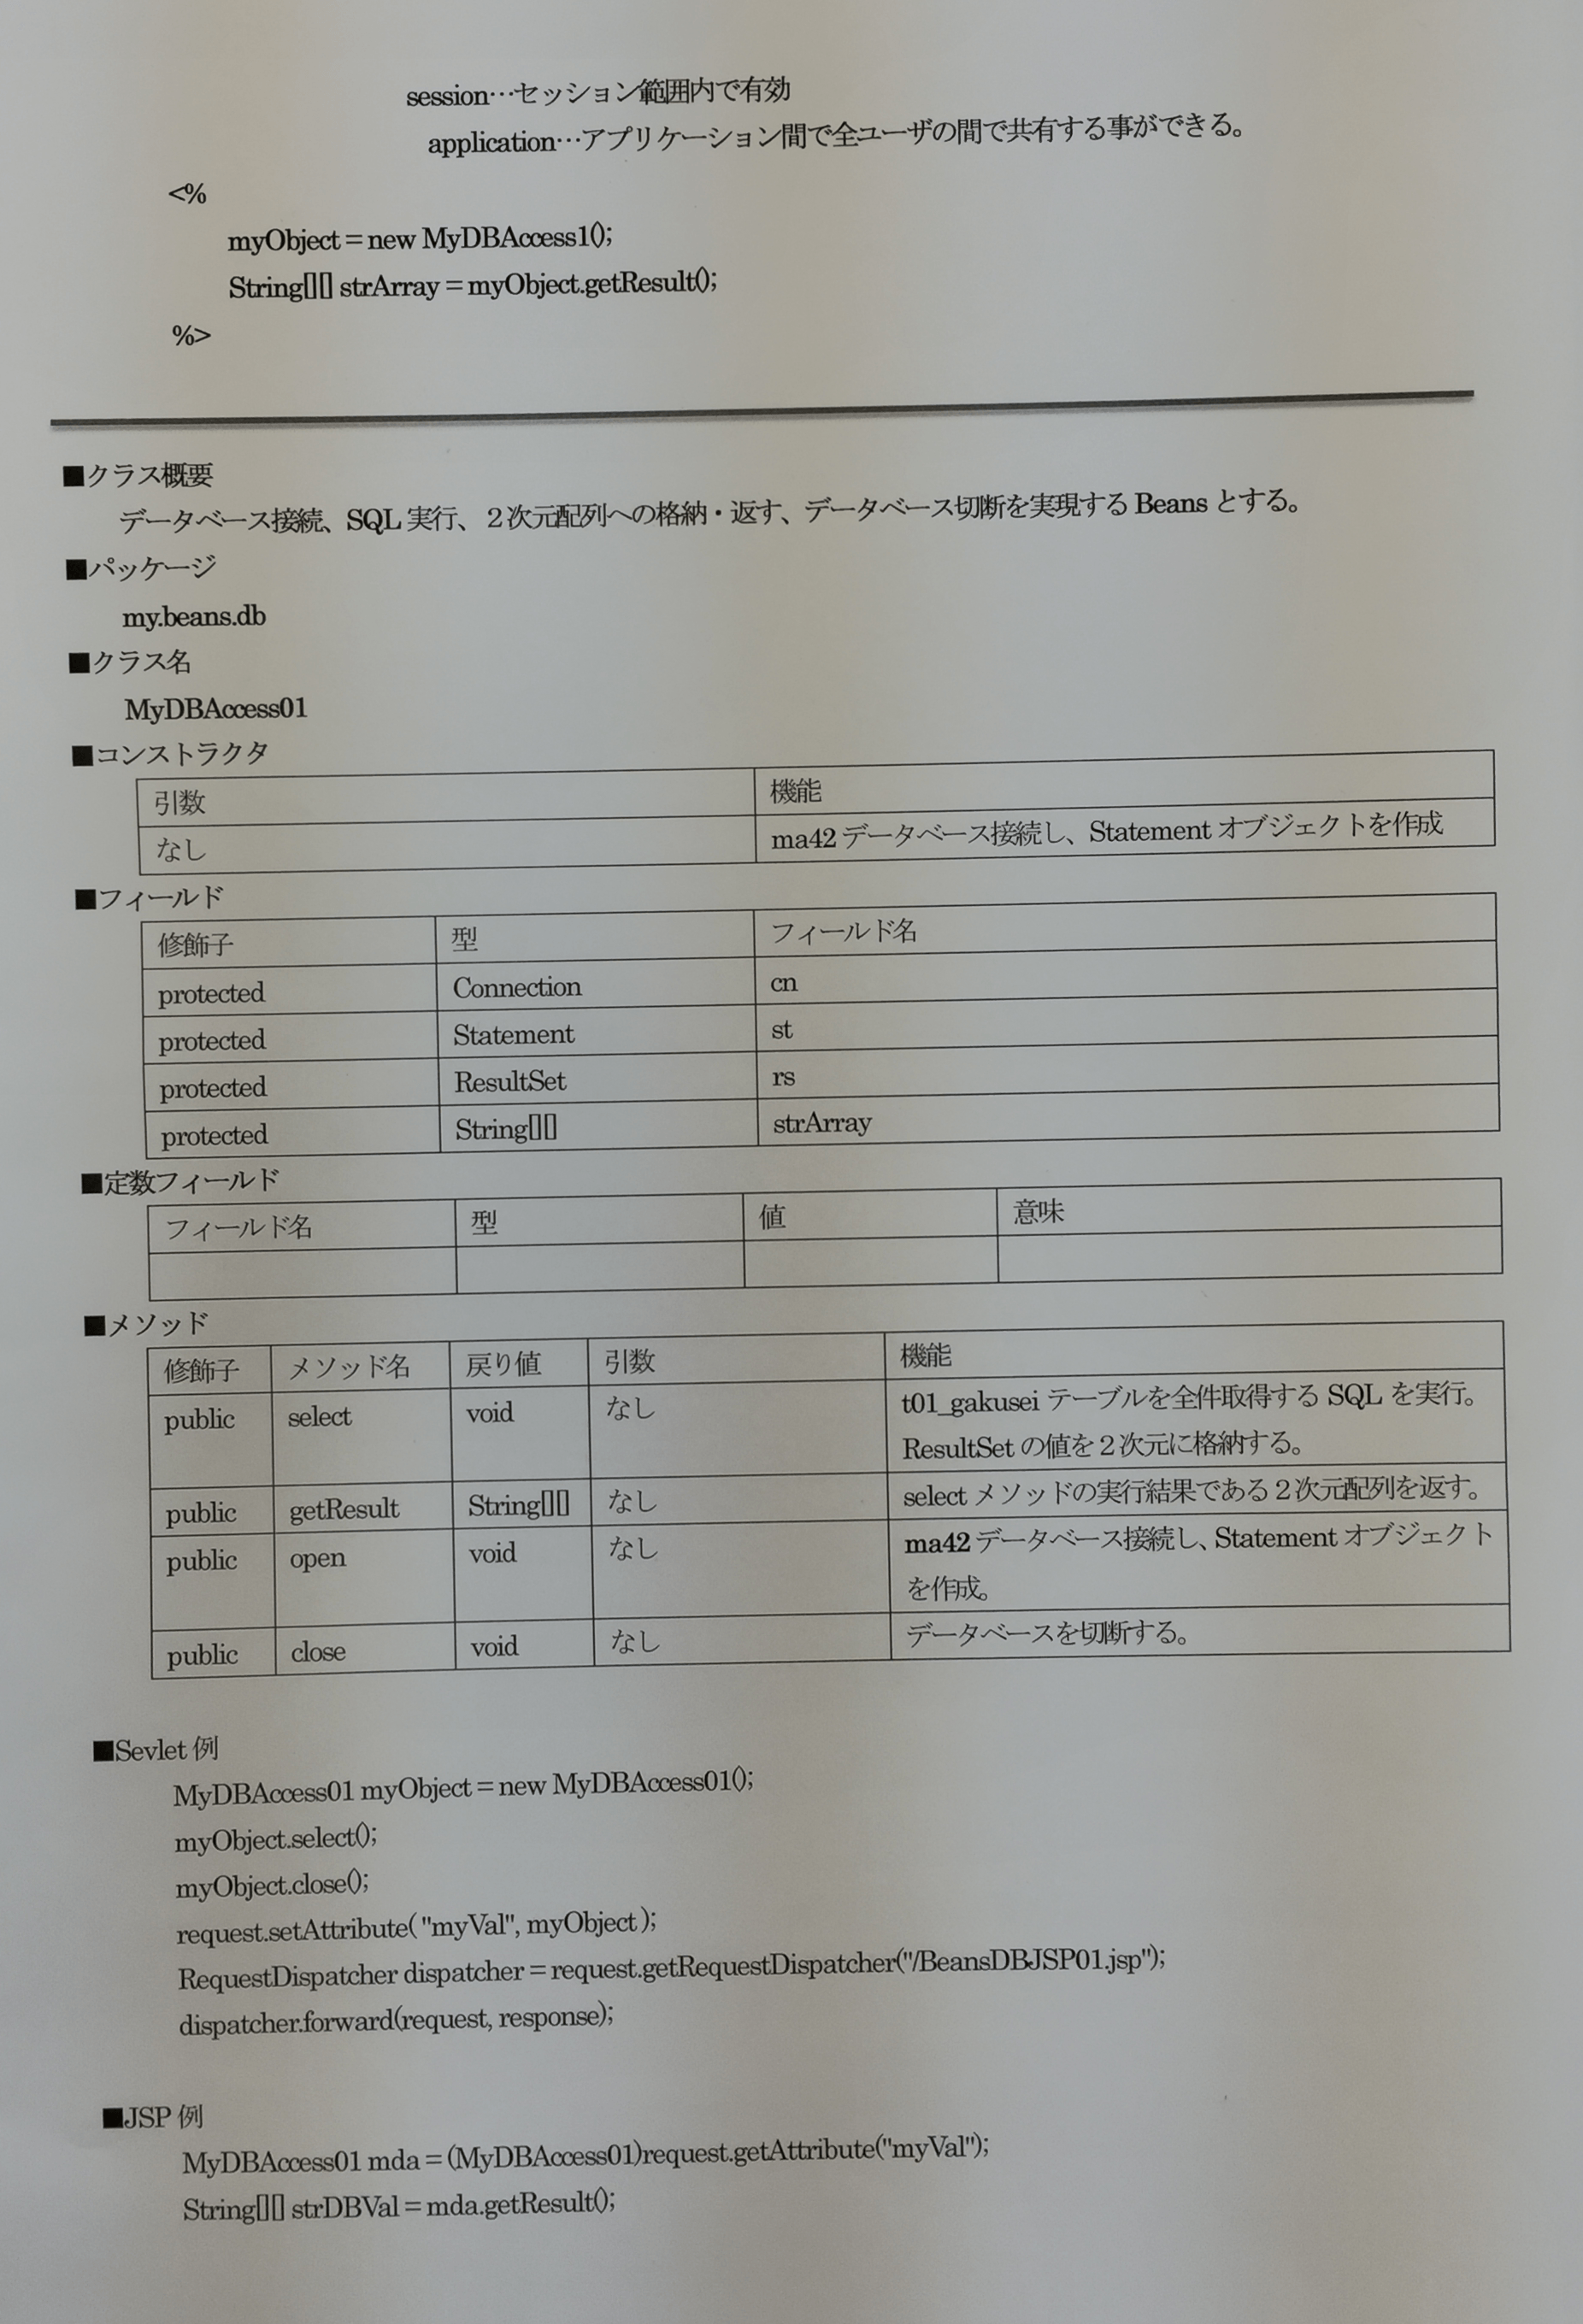 session…セッション範囲内で有効
application…アプリケーション間で全ユーザの間で共有する事ができる。
<%
myObject = new MyDBAccess1();
String[][] strArray = myObject.getResult();
%>
■クラス概要
データベース接続、SQL 実行、２次元配列への格納・返す、データベース切断を実現する Beans とする。
■パッケージ
my.beans.db
■クラス名
MyDBAccess01
■コンストラクタ
引数 機能
なし ma42 データベース接続し、Statement オブジェクトを作成
■フィールド
修飾子 型 フィールド名
protected Connection cn
protected Statement st
protected ResultSet rs
protected String[][] strArray
■定数フィールド
フィールド名 型 値 意味
■メソッド
修飾子 メソッド名 戻り値 引数 機能
public select void なし t01_gakusei テーブルを全件取得する SQL を実行。
ResultSet の値を２次元に格納する。
public getResult String[][] なし select メソッドの実行結果である２次元配列を返す。
public open void なし ma42 データベース接続し、Statement オブジェクト
を作成。
public close void なし データベースを切断する。
■Sevlet 例
MyDBAccess01 myObject = new MyDBAccess01();
myObject.select();
myObject.close();
request.setAttribute( "myVal", myObject );
RequestDispatcher dispatcher = request.getRequestDispatcher("/BeansDBJSP01.jsp");
dispatcher.forward(request, response);
■JSP 例
MyDBAccess01 mda = (MyDBAccess01)request.getAttribute("myVal");
String[][] strDBVal = mda.getResult();